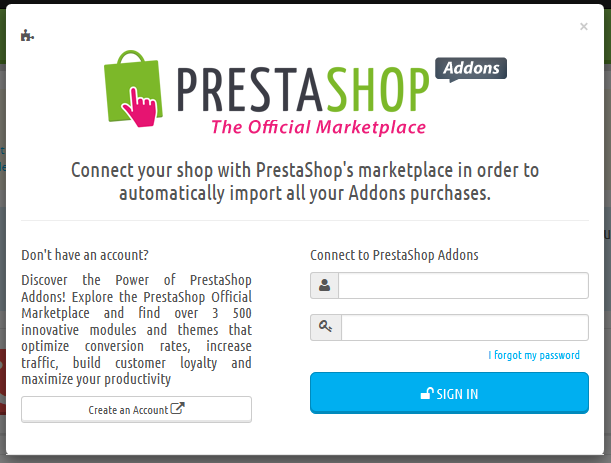 ×
PRESTASHOP Addons
The Official Marketplace
Connect your shop with PrestaShop's marketplace in order to
automatically import all your Addons purchases.
Don't have an account?
Discover the Power of PrestaShop
Addons! Explore the PrestaShop Official
Marketplace and find over 3 500
innovative modules and themes that
optimize conversion rates, increase
traffic, build customer loyalty and
maximize your productivity
Create an Account
Connect to PrestaShop Addons
I forgot my password
SIGN IN